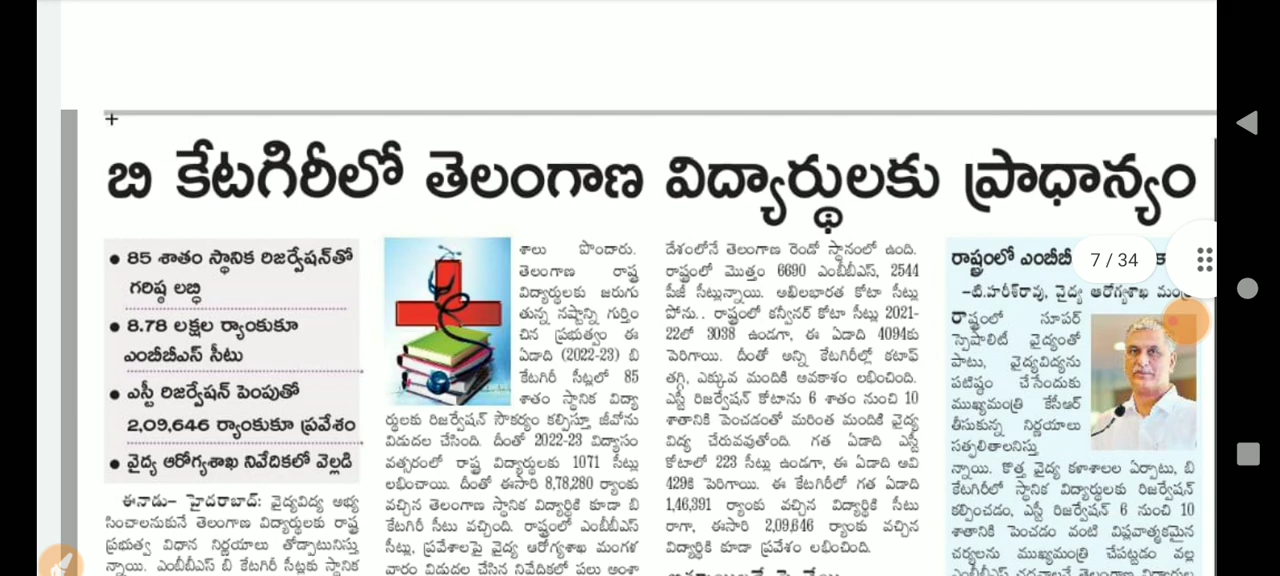 బి కేటగిరీలో తెలంగాణ విద్యార్థులకు ప్రాధాన్యం
● 85 శాతం స్థానిక రిజర్వేషన్‌తో
గరిష్ఠ లబ్ధి
● 8.78 లక్షల ర్యాంకుకూ
ఎంబీబీఎస్ సీటు
● ఎస్టీ రిజర్వేషన్ పెంపుతో
2,09,646 ర్యాంకుకూ ప్రవేశం
● వైద్య ఆరోగ్యశాఖ నివేదికలో వెల్లడి
ఈనాడు- హైదరాబాద్: వైద్యవిద్య అభ్య
సించాలనుకునే తెలంగాణ విద్యార్థులకు రాష్ట్ర
ప్రభుత్వ విధాన నిర్ణయాలు తోడ్పాటునిస్తు
న్నాయి. ఎంబీబీఎస్ బి కేటగిరీ సీట్లకు స్థానిక
శాలు పొందారు.
తెలంగాణ రాష్ట్ర
విద్యార్థులకు జరుగు
తున్న నష్టాన్ని గుర్తిం
చిన ప్రభుత్వం ఈ
ఏడాది (2022-23) బి
కేటగిరీ సీట్లలో 85
శాతం స్థానిక విద్యా
ర్థులకు రిజర్వేషన్ సౌకర్యం కల్పిస్తూ జీవోను
విడుదల చేసింది. దీంతో 2022-23 విద్యాసం
వత్సరంలో రాష్ట్ర విద్యార్థులకు 1071 సీట్లు
లభించాయి. దీంతో ఈసారి 8,78,280 ర్యాంకు
వచ్చిన తెలంగాణ స్థానిక విద్యార్థికి కూడా బి
కేటగిరీ సీటు వచ్చింది. రాష్ట్రంలో ఎంబీబీఎస్
సీట్లు, ప్రవేశాలపై వైద్య ఆరోగ్యశాఖ మంగళ
వారం విడుదల చేసిన నివేదికలో పలు అంశా
దేశంలోనే తెలంగాణ రెండో స్థానంలో ఉంది.
రాష్ట్రంలో మొత్తం 6690 ఎంబీబీఎస్, 2544
పీజీ సీట్లున్నాయి. అఖిలభారత కోటా సీట్లు
పోను.. రాష్ట్రంలో కన్వీనర్ కోటా సీట్లు 2021-
22లో 3038 ఉండగా, ఈ ఏడాది 4094కు
పెరిగాయి. దీంతో అన్ని కేటగిరీల్లో కటాఫ్
తగ్గి, ఎక్కువ మందికి అవకాశం లభించింది.
ఎస్టీ రిజర్వేషన్ కోటాను 6 శాతం నుంచి 10
శాతానికి పెంచడంతో మరింత మందికి వైద్య
విద్య చేరువవుతోంది. గత ఏడాది ఎస్టీ
కోటాలో 223 సీట్లు ఉండగా, ఈ ఏడాది అవి
429కి పెరిగాయి. ఈ కేటగిరీలో గత ఏడాది
1,46,391 ర్యాంకు వచ్చిన విద్యార్థికి సీటు
రాగా, ఈసారి 2,09,646 ర్యాంకు వచ్చిన
విద్యార్థికి కూడా ప్రవేశం లభించింది.
రాష్ట్రంలో ఎంబీబీ
7 / 34
-టి.హరీశ్‌రావు, వైద్య ఆరోగ్యశాఖ మంత్రి
రాష్ట్రంలో సూపర్
స్పెషాలిటీ వైద్యంతో
పాటు, వైద్యవిద్యను
పటిష్ఠం చేసేందుకు
ముఖ్యమంత్రి కేసీఆర్
తీసుకున్న నిర్ణయాలు
సత్ఫలితాలనిస్తు
న్నాయి. కొత్త వైద్య కళాశాలల ఏర్పాటు, బి
కేటగిరీలో స్థానిక విద్యార్థులకు రిజర్వేషన్
కల్పించడం, ఎస్టీ రిజర్వేషన్ 6 నుంచి 10
శాతానికి పెంచడం వంటి విప్లవాత్మకమైన
చర్యలను ముఖ్యమంత్రి చేపట్టడం వల్ల